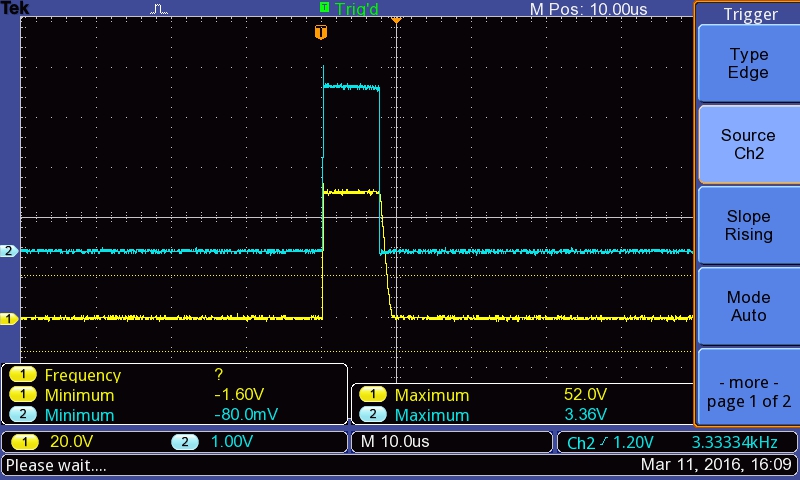 Tek T Trig'd M Pos: 10.00us Trigger
T
Type
Edge
Source
Ch2
Slope
Rising
2
Mode
Auto
1
- more -
page 1 of 2
1 Frequency ?
1 Minimum -1.60V 1 Maximum 52.0V
2 Minimum -80.0mV 2 Maximum 3.36V
1 20.0V 2 1.00V M 10.0us Ch2 1.20V 3.33334kHz
Please wait.... Mar 11, 2016, 16:09